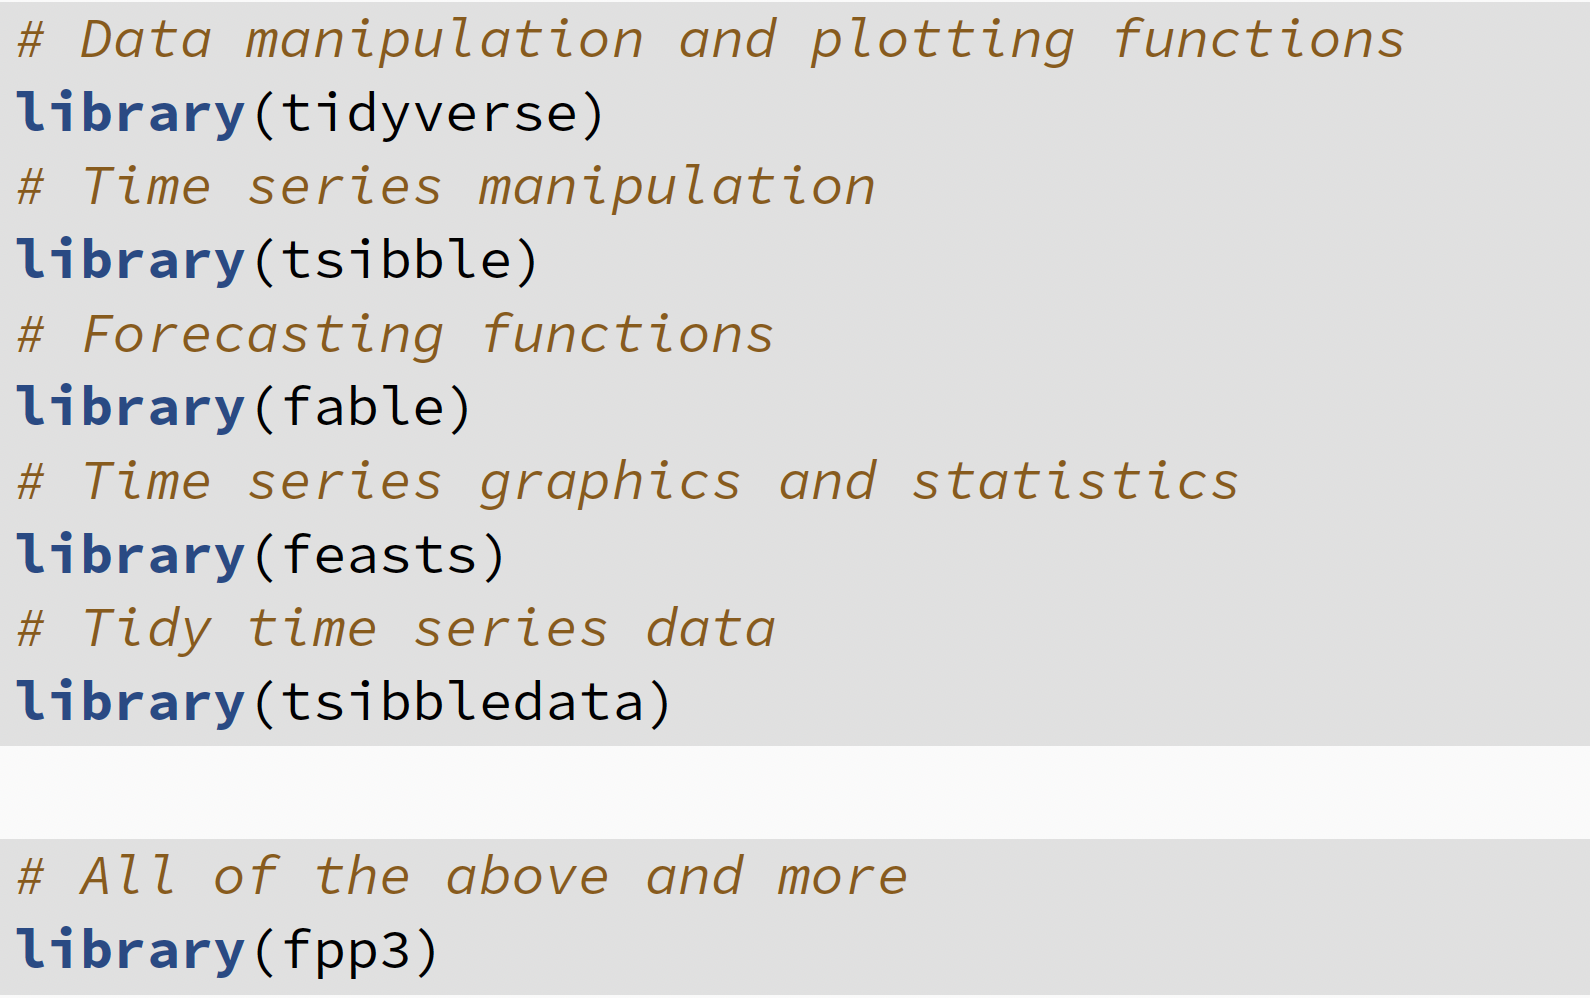 # Data manipulation and plotting functions
library(tidyverse)
# Time series manipulation
library(tsibble)
# Forecasting functions
library(fable)
# Time series graphics and statistics
library(feasts)
# Tidy time series data
library(tsibbledata)
# All of the above and more
library(fpp3)